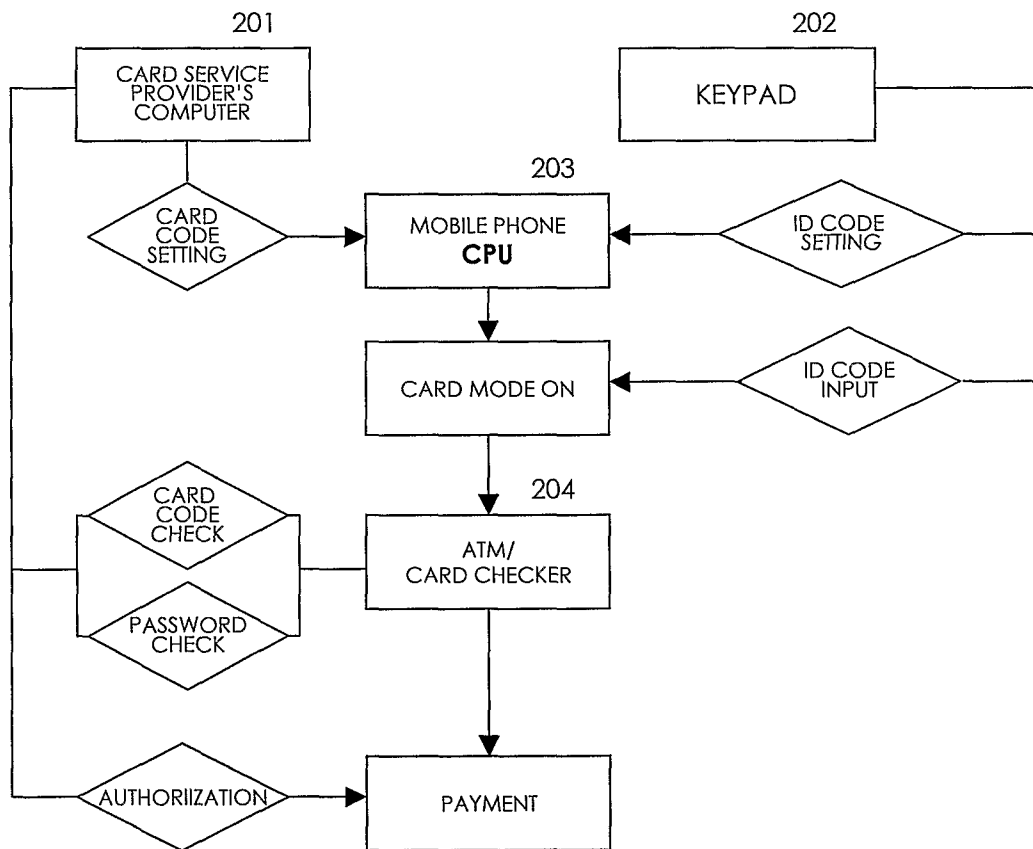 201
202
CARD SERVICE
PROVIDER'S
COMPUTER
KEYPAD
203
CARD
CODE
SETTING
MOBILE PHONE
CPU
ID CODE
SETTING
CARD MODE ON
ID CODE
INPUT
CARD
CODE
CHECK
204
ATM/
CARD CHECKER
PASSWORD
CHECK
AUTHORIIZATION
PAYMENT